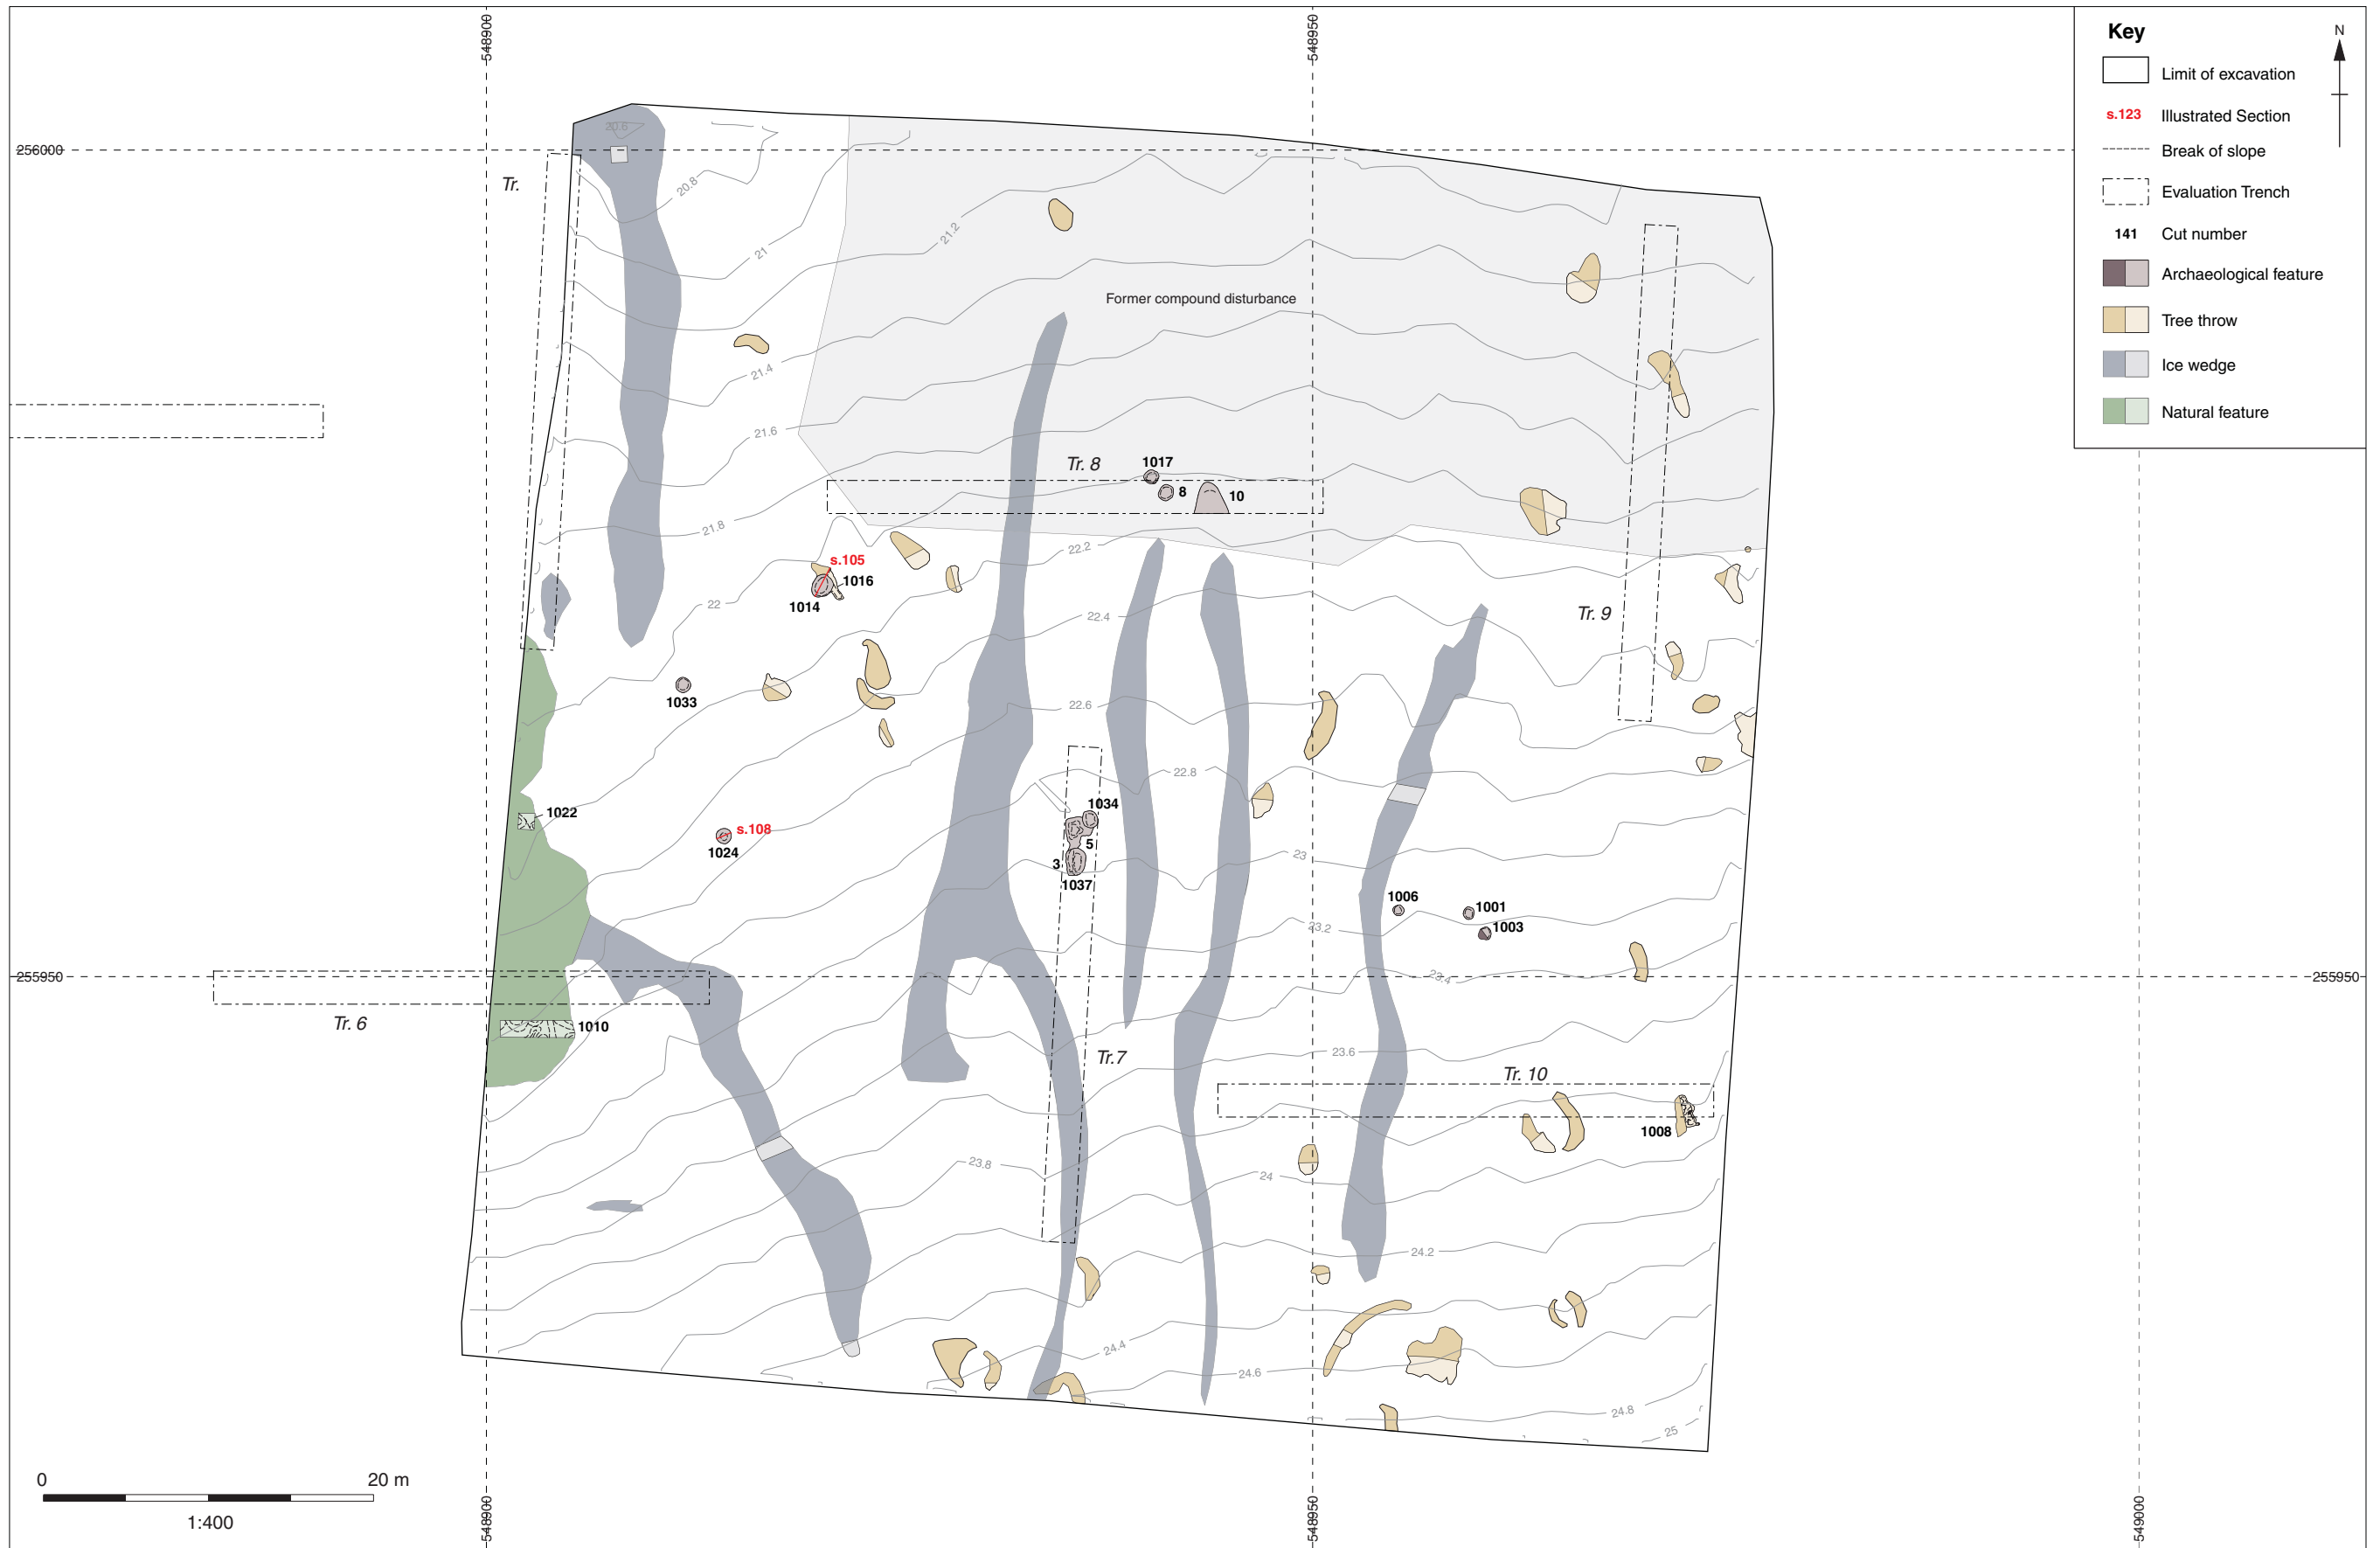 548900
548950
Key
N
Limit of excavation
s.123
Illustrated Section
Break of slope
Evaluation Trench
141
Cut number
Archaeological feature
Tree throw
Ice wedge
Natural feature
20.6
256000
Tr.
20.8
21
21.2
Former compound disturbance
21.4
21.6
Tr. 8
1017
8
10
21.8
22.2
s.105
1016
1014
22
22.4
Tr. 9
1033
22.6
22.8
1034
1022
s.108
1024
5
3
1037
23
1006
1001
1003
23.2
255950
23.4
255950
Tr. 6
1010
23.6
Tr.7
Tr. 10
1008
23.8
24
24.2
24.4
24.6
24.8
25
0
20 m
1:400
548900
548950
549000